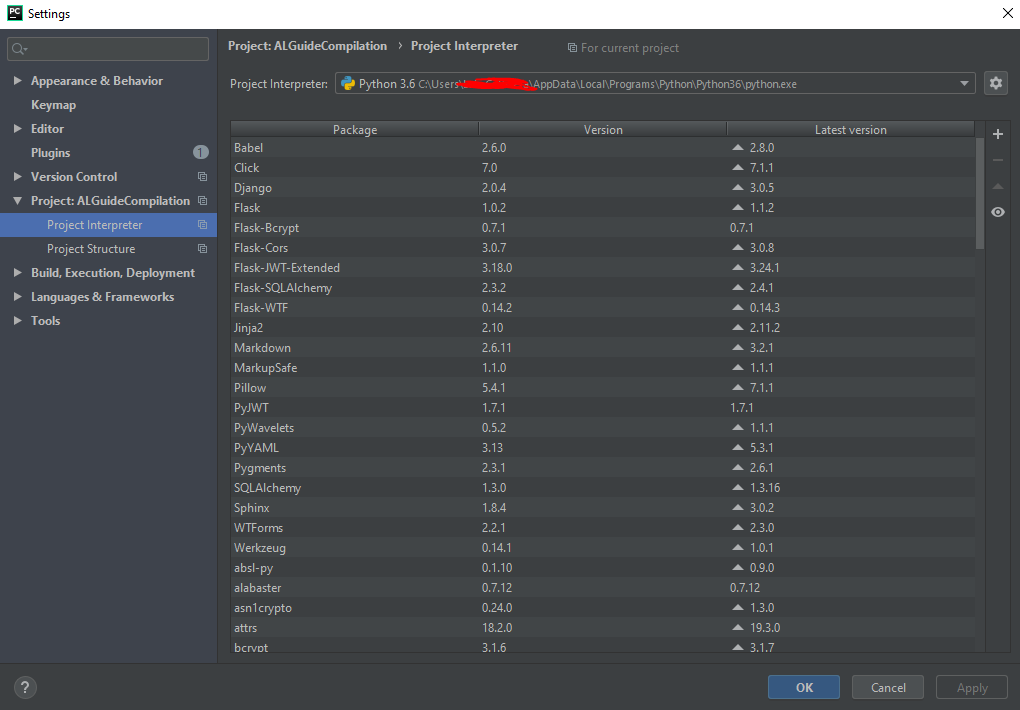 PC Settings
Project: ALGuideCompilation › Project Interpreter For current project
Project Interpreter: Python 3.6 C:\Users\ \AppData\Local\Programs\Python\Python36\python.exe
Appearance & Behavior
Keymap
Editor
Plugins 1
Version Control
Project: ALGuideCompilation
Project Interpreter
Project Structure
Build, Execution, Deployment
Languages & Frameworks
Tools
Package Version Latest version
Babel 2.6.0 2.8.0
Click 7.0 7.1.1
Django 2.0.4 3.0.5
Flask 1.0.2 1.1.2
Flask-Bcrypt 0.7.1 0.7.1
Flask-Cors 3.0.7 3.0.8
Flask-JWT-Extended 3.18.0 3.24.1
Flask-SQLAlchemy 2.3.2 2.4.1
Flask-WTF 0.14.2 0.14.3
Jinja2 2.10 2.11.2
Markdown 2.6.11 3.2.1
MarkupSafe 1.1.0 1.1.1
Pillow 5.4.1 7.1.1
PyJWT 1.7.1 1.7.1
PyWavelets 0.5.2 1.1.1
PyYAML 3.13 5.3.1
Pygments 2.3.1 2.6.1
SQLAlchemy 1.3.0 1.3.16
Sphinx 1.8.4 3.0.2
WTForms 2.2.1 2.3.0
Werkzeug 0.14.1 1.0.1
absl-py 0.1.10 0.9.0
alabaster 0.7.12 0.7.12
asn1crypto 0.24.0 1.3.0
attrs 18.2.0 19.3.0
bcrypt 3.1.6 3.1.7
? OK Cancel Apply